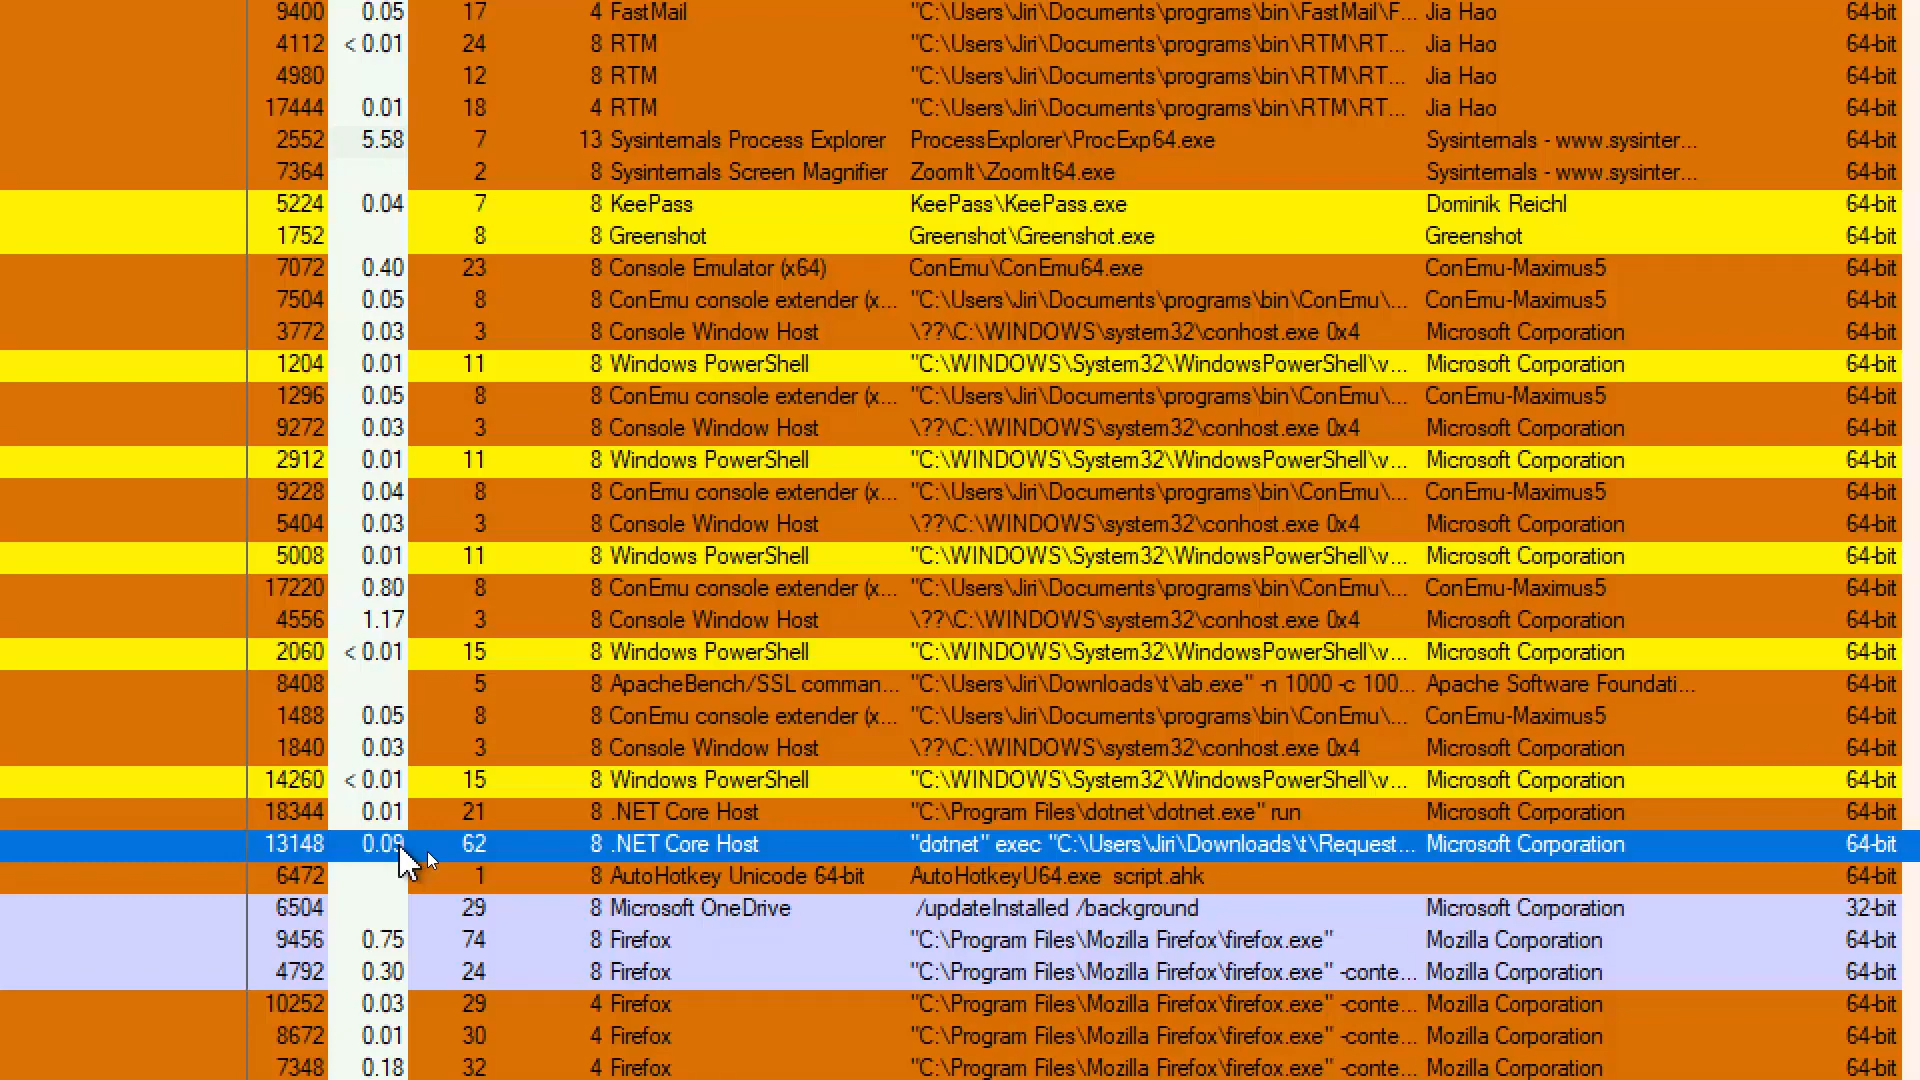 9400 0.05 17 4 FastMail "C:\Users\Jiri\Documents\programs\bin\FastMail\F... Jia Hao 64-bit
4112 < 0.01 24 8 RTM "C:\Users\Jiri\Documents\programs\bin\RTM\RT... Jia Hao 64-bit
4980 12 8 RTM "C:\Users\Jiri\Documents\programs\bin\RTM\RT... Jia Hao 64-bit
17444 0.01 18 4 RTM "C:\Users\Jiri\Documents\programs\bin\RTM\RT... Jia Hao 64-bit
2552 5.58 7 13 Sysinternals Process Explorer ProcessExplorer\ProcExp64.exe Sysinternals - www.sysinter... 64-bit
7364 2 8 Sysinternals Screen Magnifier ZoomIt\ZoomIt64.exe Sysinternals - www.sysinter... 64-bit
5224 0.04 7 8 KeePass KeePass\KeePass.exe Dominik Reichl 64-bit
1752 8 8 Greenshot Greenshot\Greenshot.exe Greenshot 64-bit
7072 0.40 23 8 Console Emulator (x64) ConEmu\ConEmu64.exe ConEmu-Maximus5 64-bit
7504 0.05 8 8 ConEmu console extender (x... "C:\Users\Jiri\Documents\programs\bin\ConEmu\... ConEmu-Maximus5 64-bit
3772 0.03 3 8 Console Window Host \??\C:\WINDOWS\system32\conhost.exe 0x4 Microsoft Corporation 64-bit
1204 0.01 11 8 Windows PowerShell "C:\WINDOWS\System32\WindowsPowerShell\v... Microsoft Corporation 64-bit
1296 0.05 8 8 ConEmu console extender (x... "C:\Users\Jiri\Documents\programs\bin\ConEmu\... ConEmu-Maximus5 64-bit
9272 0.03 3 8 Console Window Host \??\C:\WINDOWS\system32\conhost.exe 0x4 Microsoft Corporation 64-bit
2912 0.01 11 8 Windows PowerShell "C:\WINDOWS\System32\WindowsPowerShell\v... Microsoft Corporation 64-bit
9228 0.04 8 8 ConEmu console extender (x... "C:\Users\Jiri\Documents\programs\bin\ConEmu\... ConEmu-Maximus5 64-bit
5404 0.03 3 8 Console Window Host \??\C:\WINDOWS\system32\conhost.exe 0x4 Microsoft Corporation 64-bit
5008 0.01 11 8 Windows PowerShell "C:\WINDOWS\System32\WindowsPowerShell\v... Microsoft Corporation 64-bit
17220 0.80 8 8 ConEmu console extender (x... "C:\Users\Jiri\Documents\programs\bin\ConEmu\... ConEmu-Maximus5 64-bit
4556 1.17 3 8 Console Window Host \??\C:\WINDOWS\system32\conhost.exe 0x4 Microsoft Corporation 64-bit
2060 < 0.01 15 8 Windows PowerShell "C:\WINDOWS\System32\WindowsPowerShell\v... Microsoft Corporation 64-bit
8408 5 8 ApacheBench/SSL comman... "C:\Users\Jiri\Downloads\t\ab.exe" -n 1000 -c 100... Apache Software Foundati... 64-bit
1488 0.05 8 8 ConEmu console extender (x... "C:\Users\Jiri\Documents\programs\bin\ConEmu\... ConEmu-Maximus5 64-bit
1840 0.03 3 8 Console Window Host \??\C:\WINDOWS\system32\conhost.exe 0x4 Microsoft Corporation 64-bit
14260 < 0.01 15 8 Windows PowerShell "C:\WINDOWS\System32\WindowsPowerShell\v... Microsoft Corporation 64-bit
18344 0.01 21 8 .NET Core Host "C:\Program Files\dotnet\dotnet.exe" run Microsoft Corporation 64-bit
13148 0.09 62 8 .NET Core Host "dotnet" exec "C:\Users\Jiri\Downloads\t\Request... Microsoft Corporation 64-bit
6472 1 8 AutoHotkey Unicode 64-bit AutoHotkeyU64.exe script.ahk 64-bit
6504 29 8 Microsoft OneDrive /updateInstalled /background Microsoft Corporation 32-bit
9456 0.75 74 8 Firefox "C:\Program Files\Mozilla Firefox\firefox.exe" Mozilla Corporation 64-bit
4792 0.30 24 8 Firefox "C:\Program Files\Mozilla Firefox\firefox.exe" -conte... Mozilla Corporation 64-bit
10252 0.03 29 4 Firefox "C:\Program Files\Mozilla Firefox\firefox.exe" -conte... Mozilla Corporation 64-bit
8672 0.01 30 4 Firefox "C:\Program Files\Mozilla Firefox\firefox.exe" -conte... Mozilla Corporation 64-bit
7348 0.18 32 4 Firefox "C:\Program Files\Mozilla Firefox\firefox.exe" -conte... Mozilla Corporation 64-bit